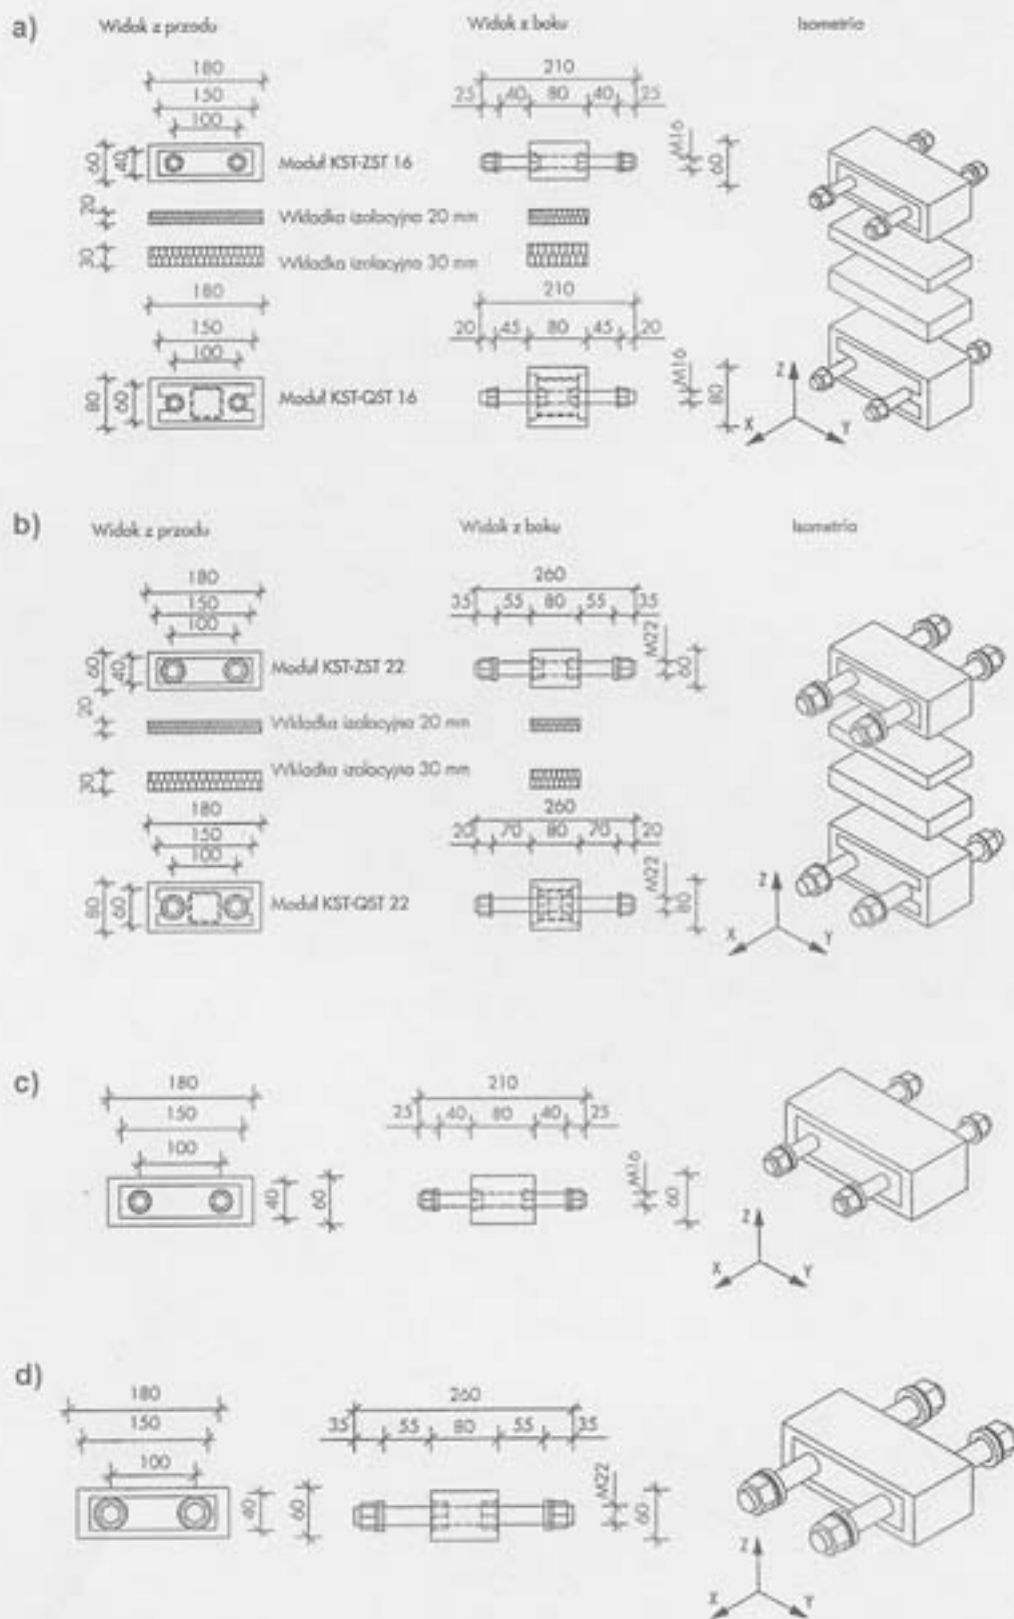 a)
Widok z przodu Widok z boku Isometria
180 210
150 25 40 80 40 25
100
60 40 Moduł KST-ZST 16 M16 60
20 Wkładka izolacyjna 20 mm
30 Wkładka izolacyjna 30 mm
180 210
150 20 45 80 45 20
100
80 60 Moduł KST-QST 16 M16 80
Z X Y
b)
Widok z przodu Widok z boku Isometria
180 260
150 35 55 80 55 35
100
60 40 Moduł KST-ZST 22 M22 60
20 Wkładka izolacyjna 20 mm
30 Wkładka izolacyjna 30 mm
180 260
150 20 70 80 70 20
100
80 60 Moduł KST-QST 22 M22 80
Z X Y
c)
180 210
150 25 40 80 40 25
100
40 60 M16 60
Z X Y
d)
180 260
150 35 55 80 55 35
100
40 60 M22 60
Z X Y